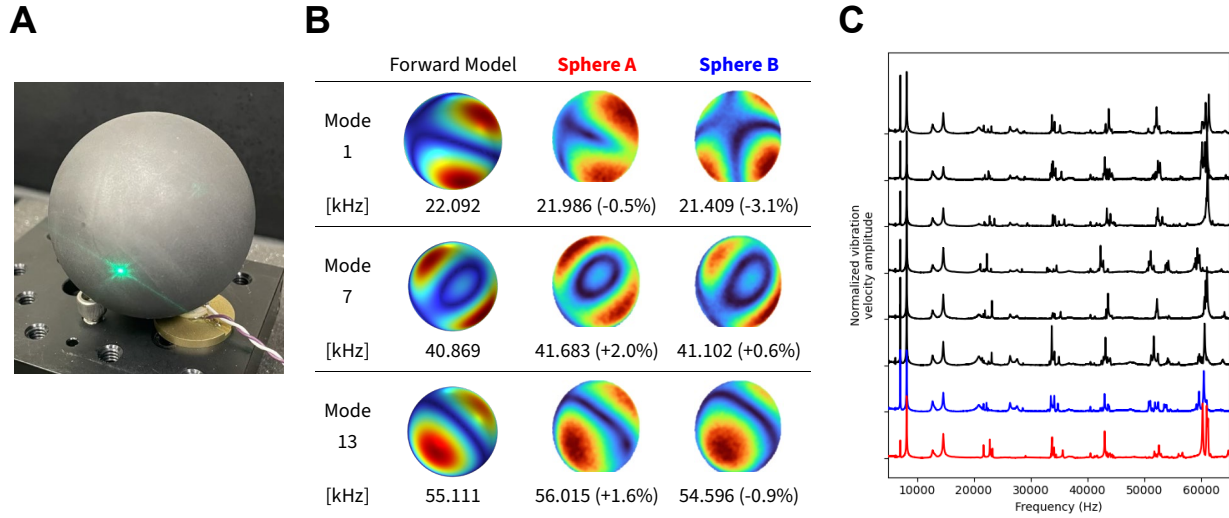 A
B
C
Forward Model Sphere A Sphere B
Mode
1
[kHz] 22.092 21.986 (-0.5%) 21.409 (-3.1%)
Mode
7
[kHz] 40.869 41.683 (+2.0%) 41.102 (+0.6%)
Mode
13
[kHz] 55.111 56.015 (+1.6%) 54.596 (-0.9%)
Normalized vibration
velocity amplitude
10000 20000 30000 40000 50000 60000
Frequency (Hz)